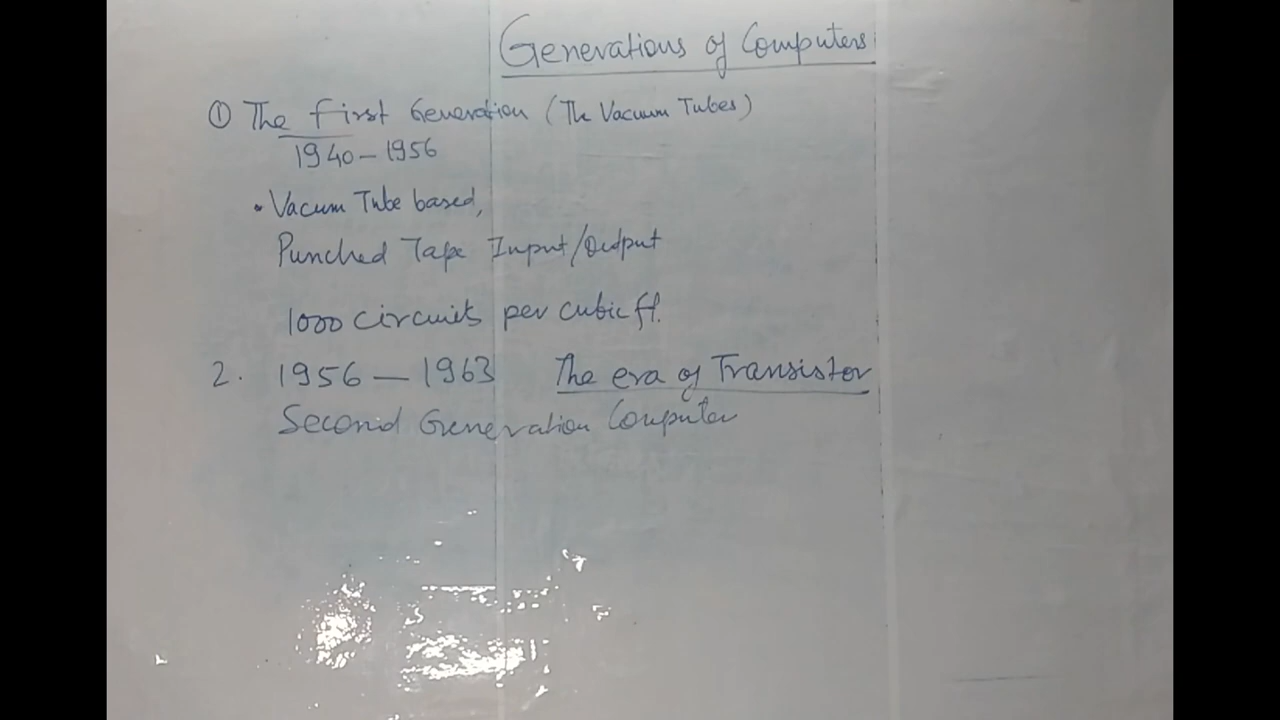 Generations of Computers
① The First Generation (The Vacuum Tubes)
1940 - 1956
• Vacum Tube based,
Punched Tape Input/Output
1000 circuits per cubic ft.
2. 1956 - 1963 The era of Transistor
Second Generation Computer